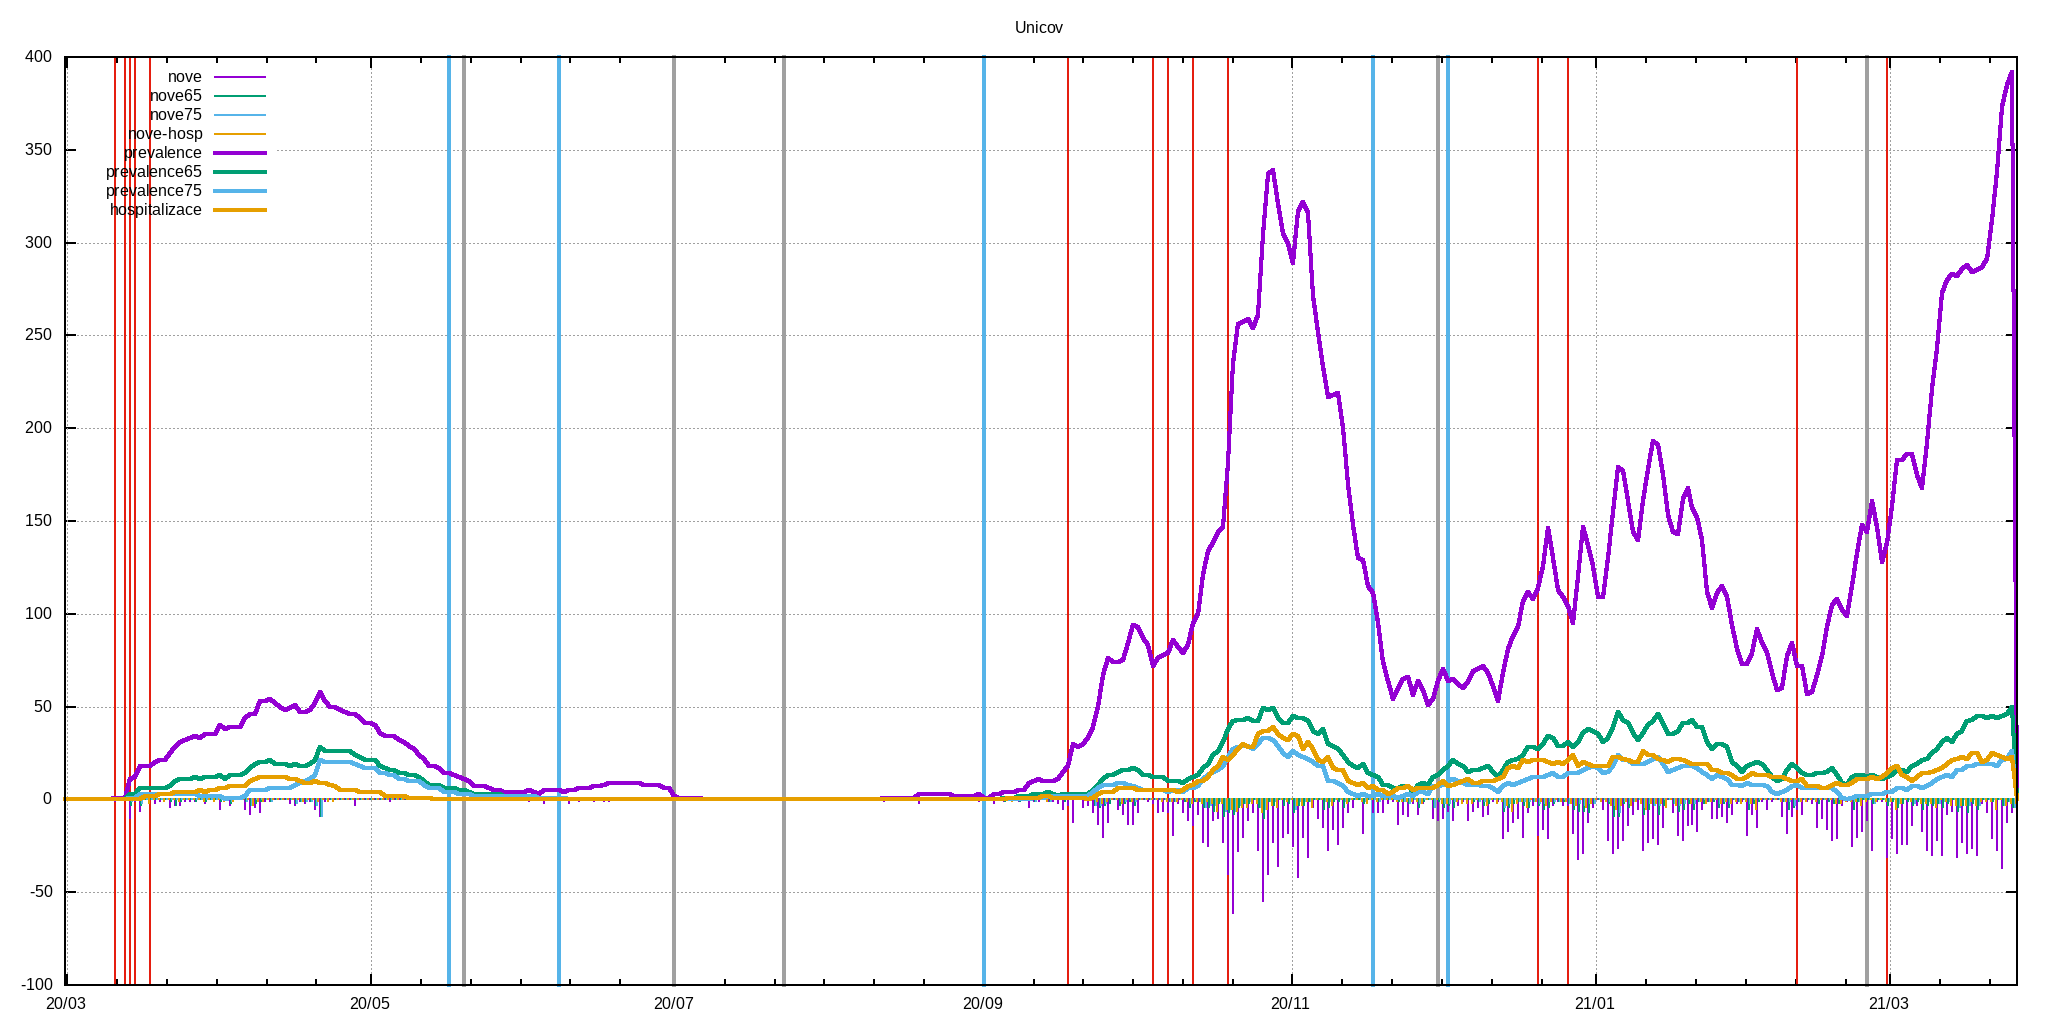 Unicov
400
350
300
250
200
150
100
50
0
-50
-100
nove
nove65
nove75
nove-hosp
prevalence
prevalence65
prevalence75
hospitalizace
20/03 20/05 20/07 20/09 20/11 21/01 21/03